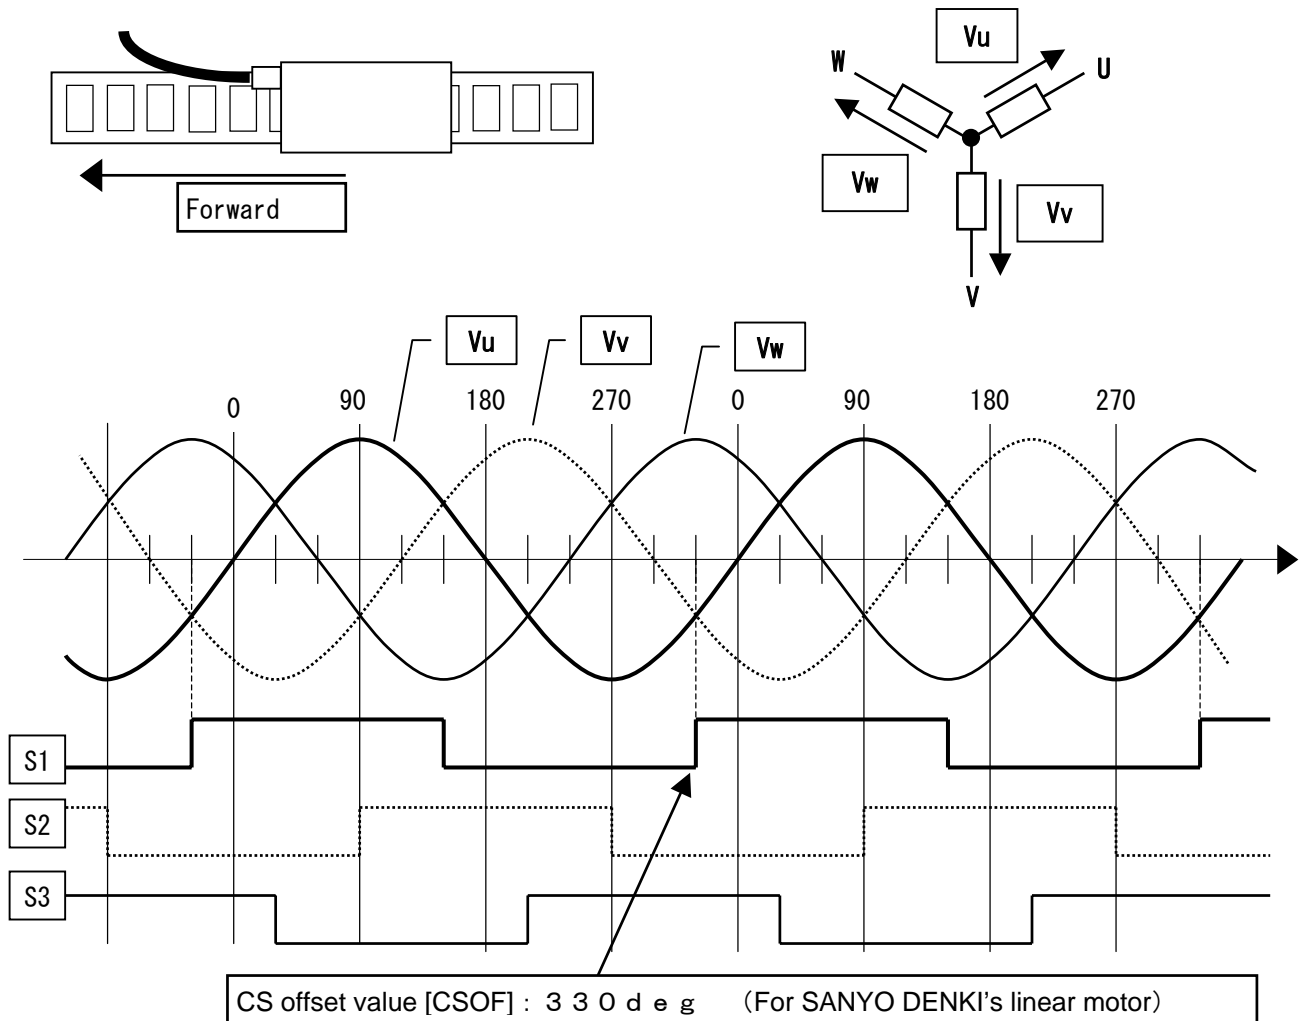 Vu
W
U
Vw
Vv
Forward
V
Vu
Vv
Vw
0
90
180
270
0
90
180
270
S1
S2
S3
CS offset value [CSOF] : ３３０ｄｅｇ （For SANYO DENKI's linear motor）